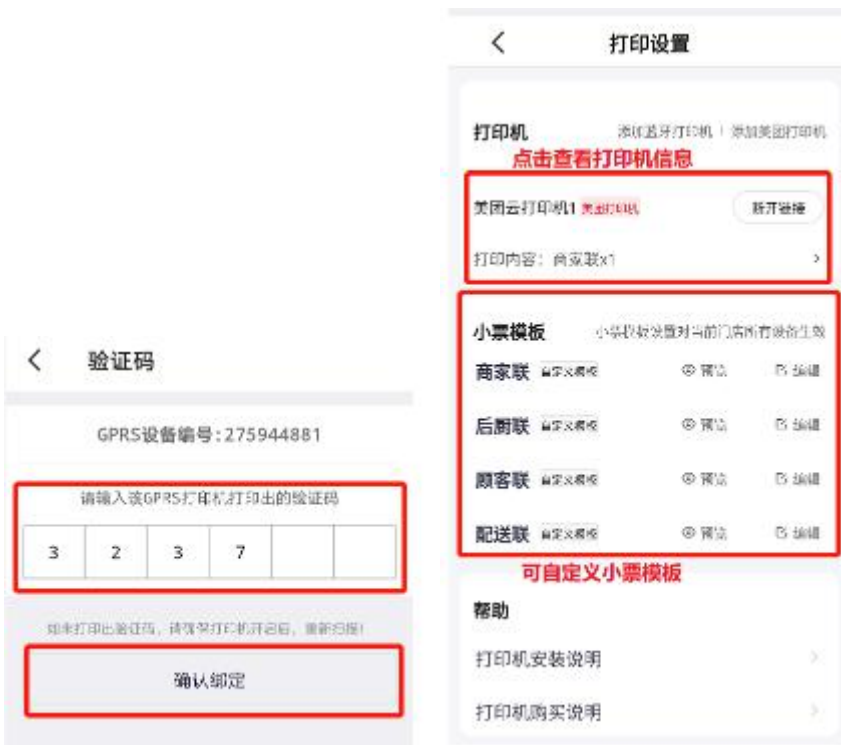 验证码
GPRS设备编号:275944881
请输入该GPRS打印机打印出的验证码
3 2 3 7
如未打印出验证码，请确保打印机开启后，重新扫描!
确认绑定
打印设置
打印机 添加蓝牙打印机 | 添加美团打印机
点击查看打印机信息
美团云打印机1 美团打印机 断开链接
打印内容：商家联x1
小票模板 小票模板设置对当前门店所有设备生效
商家联 自定义模板 预览 编辑
后厨联 自定义模板 预览 编辑
顾客联 自定义模板 预览 编辑
配送联 自定义模板 预览 编辑
可自定义小票模板
帮助
打印机安装说明
打印机购买说明